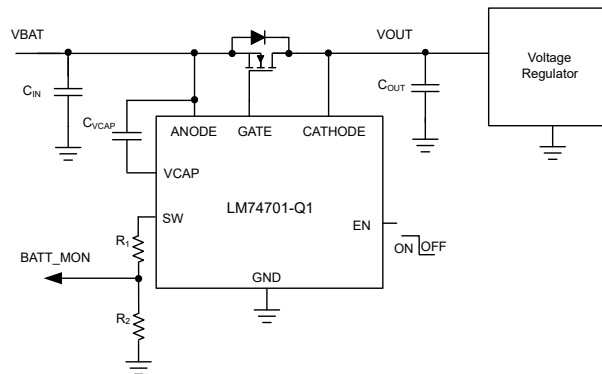 VBAT
VOUT
Voltage
Regulator
CIN
COUT
CVCAP
ANODE
GATE
CATHODE
VCAP
LM74701-Q1
SW
EN
R1
ON
OFF
BATT_MON
GND
R2